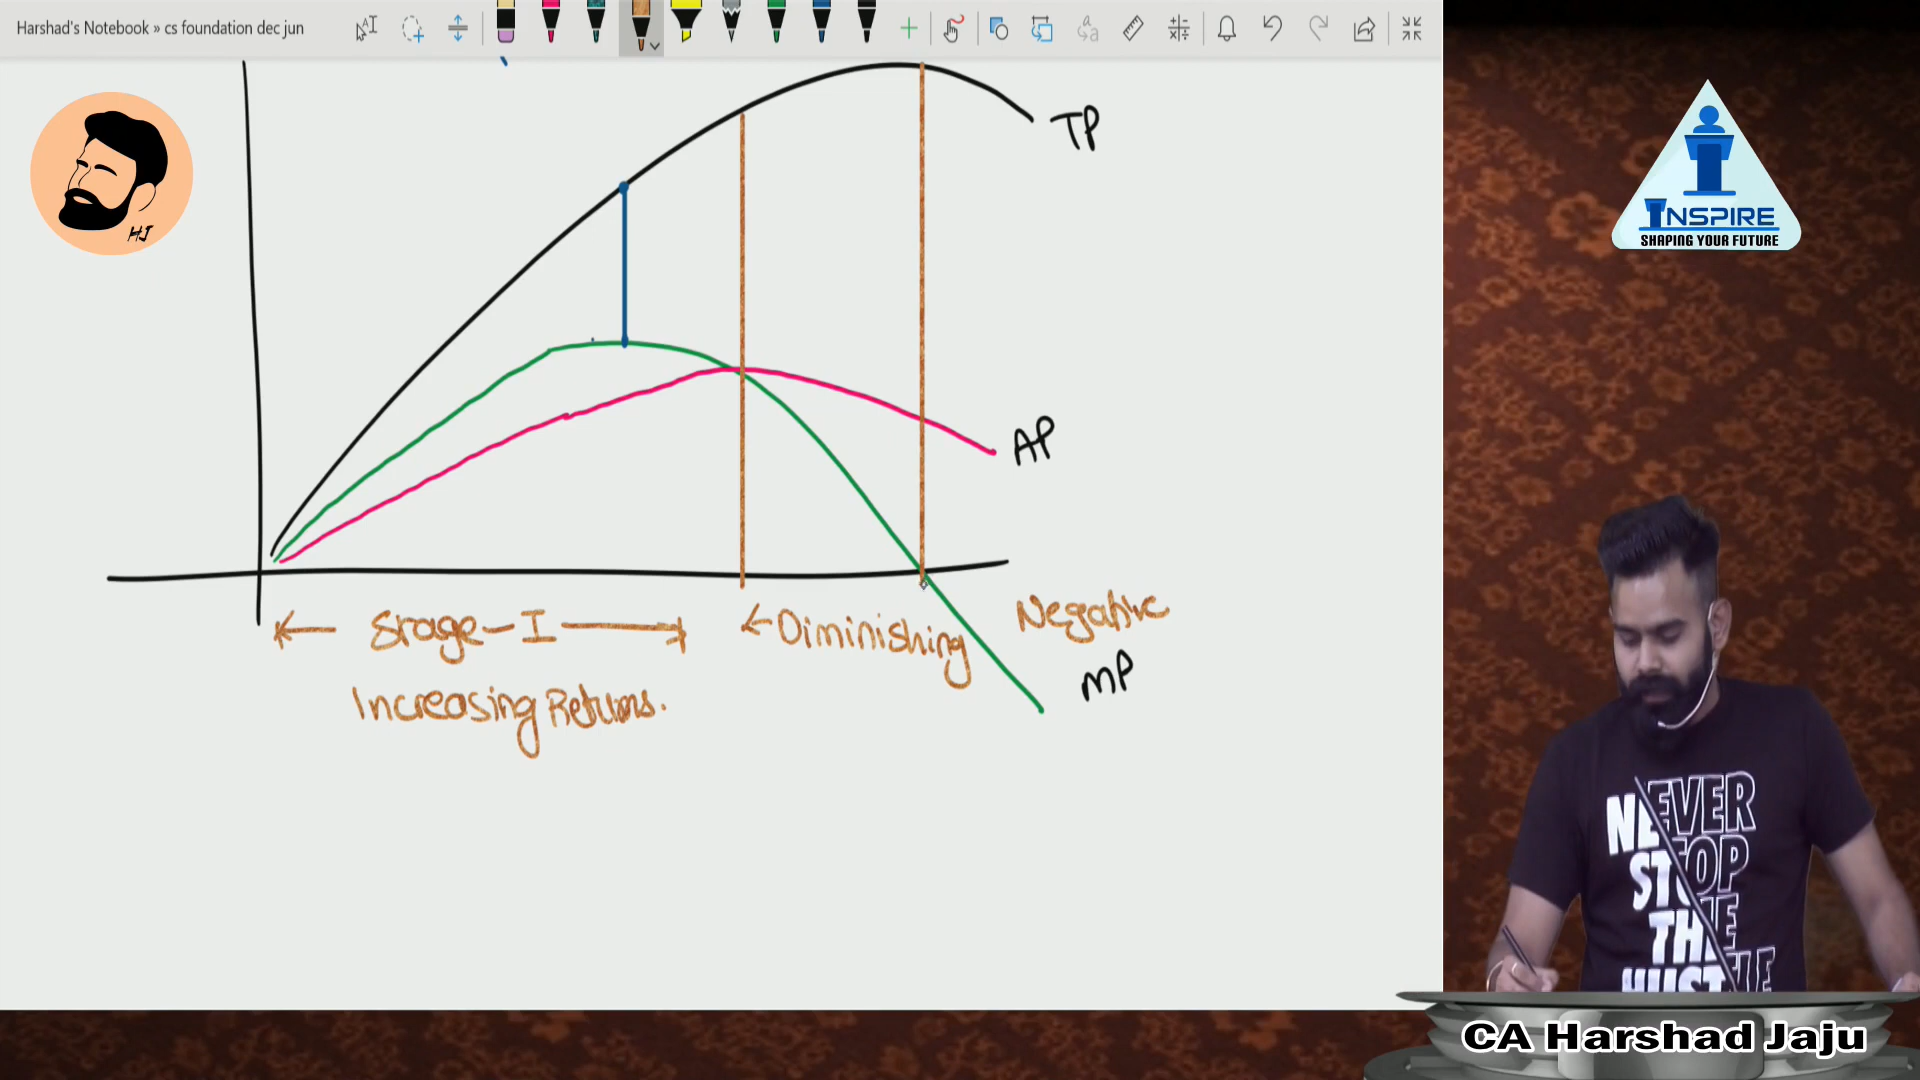 Harshad's Notebook » cs foundation dec jun
HJ
TP
AP
← Stage-I →
← Diminishing
Negative
MP
Increasing Returns.
INSPIRE
SHAPING YOUR FUTURE
NEVER
STOP
THE
HUSTLE
CA Harshad Jaju